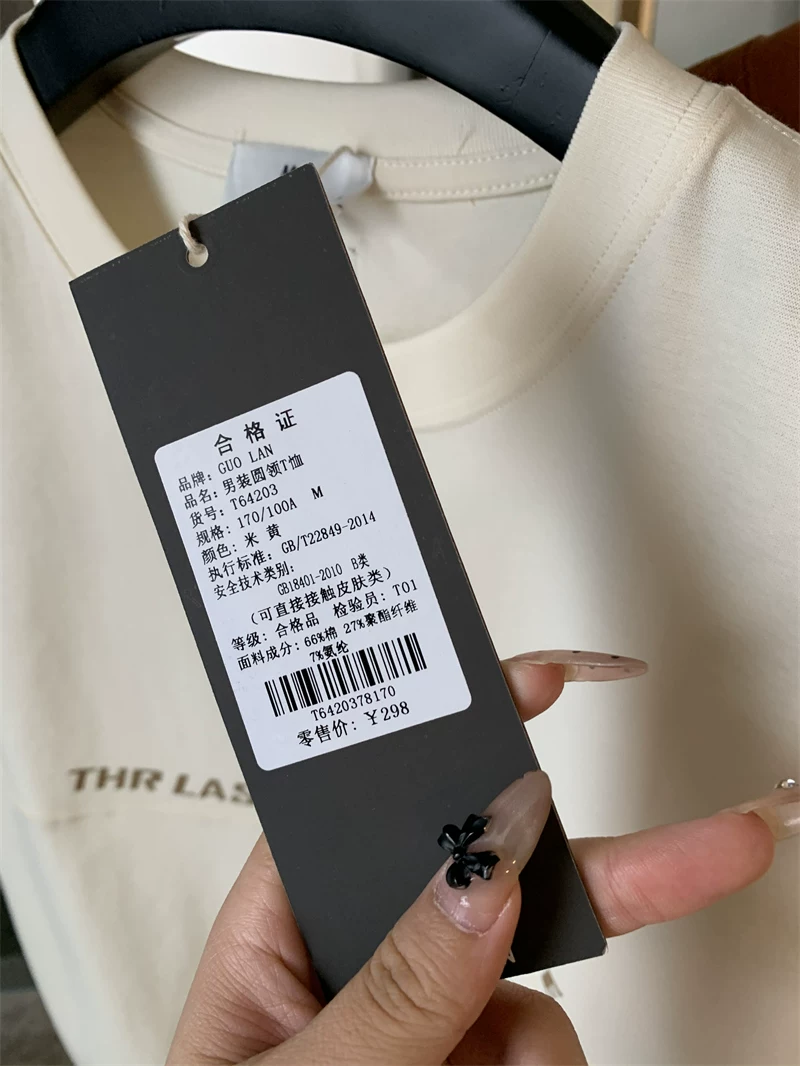 合格证
品牌: GUO LAN
品名: 男装圆领T恤
货号: T64203
规格: 170/100A M
颜色: 米 黄
执行标准: GB/T22849-2014
安全技术类别:
GB18401-2010 B类
(可直接接触皮肤类)
等级: 合格品 检验员: T01
面料成分: 66%棉 27%聚酯纤维
7%氨纶
T6420378170
零售价: ¥298
THR LAS